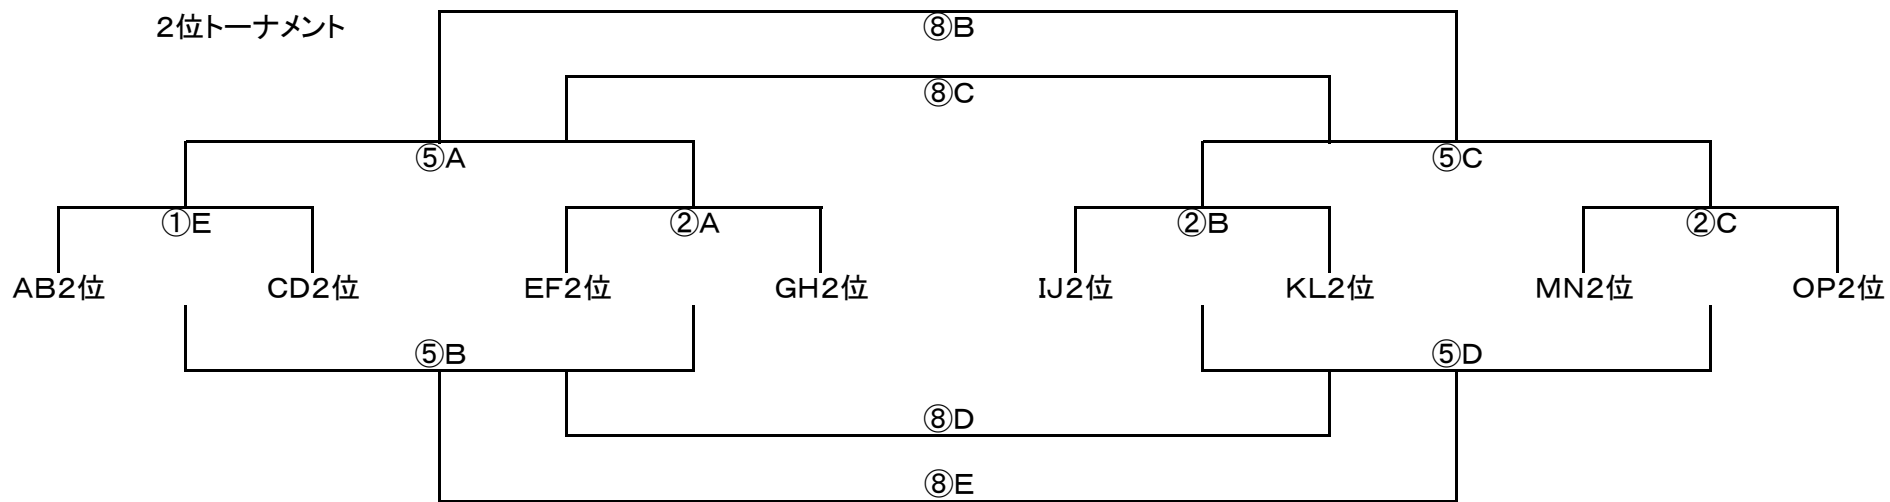 ２位トーナメント
⑧B
⑧C
⑤A
⑤C
①E
②A
②B
②C
AB２位
CD２位
EF２位
GH２位
IJ２位
KL２位
MN２位
OP２位
⑤B
⑤D
⑧D
⑧E